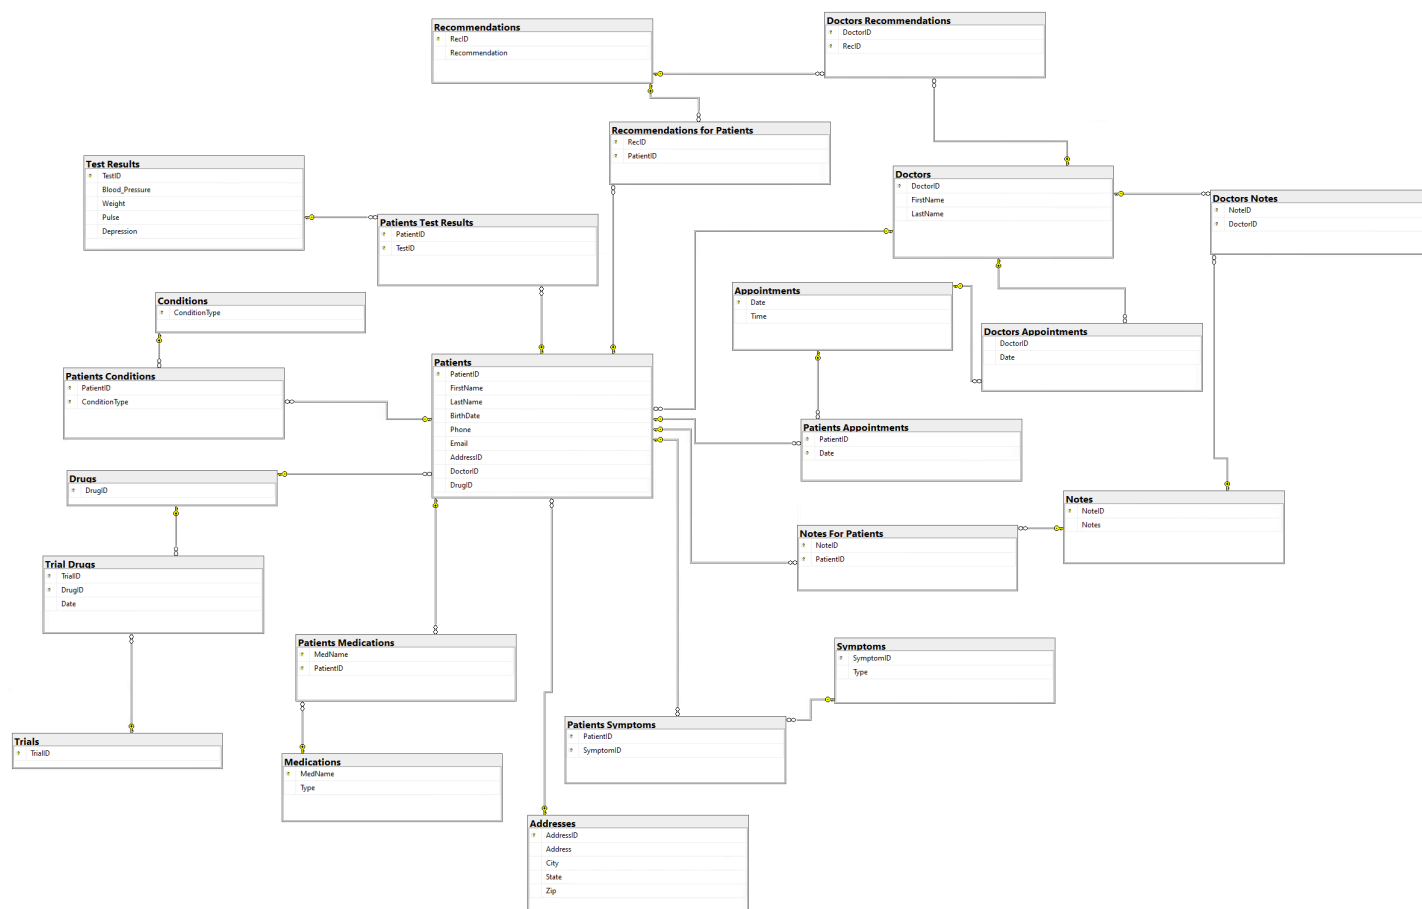 Recommendations
RecID
Recommendation
Doctors Recommendations
DoctorID
RecID
Recommendations for Patients
RecID
PatientID
Test Results
TestID
Blood_Pressure
Weight
Pulse
Depression
Doctors
DoctorID
FirstName
LastName
Doctors Notes
NoteID
DoctorID
Patients Test Results
PatientID
TestID
Appointments
Date
Time
Conditions
ConditionType
Doctors Appointments
DoctorID
Date
Patients
PatientID
FirstName
LastName
BirthDate
Phone
Email
AddressID
DoctorID
DrugID
Patients Conditions
PatientID
ConditionType
Patients Appointments
PatientID
Date
Drugs
DrugID
Notes
NoteID
Notes
Notes For Patients
NoteID
PatientID
Trial Drugs
TrialID
DrugID
Date
Patients Medications
MedName
PatientID
Symptoms
SymptomID
Type
Patients Symptoms
PatientID
SymptomID
Trials
TrialID
Medications
MedName
Type
Addresses
AddressID
Address
City
State
Zip